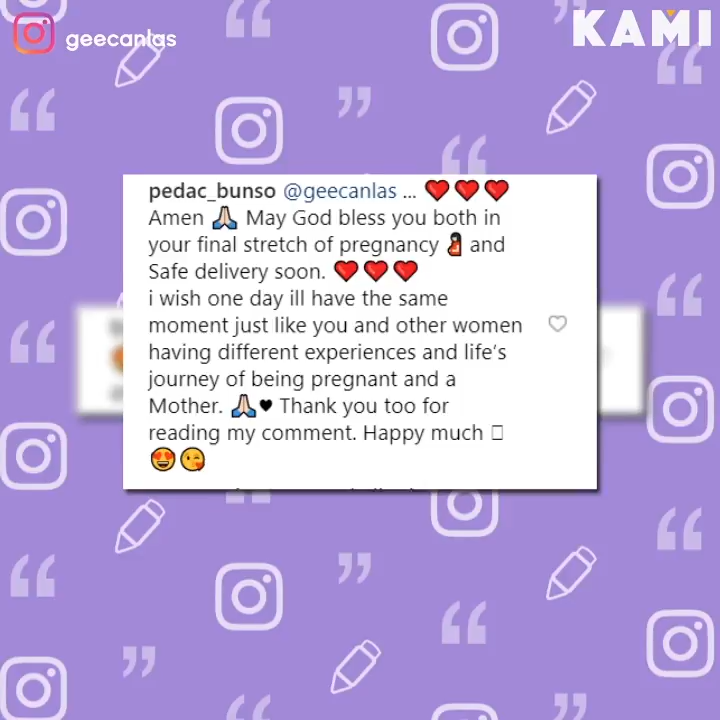 geecanlas
KAMI
pedac_bunso @geecanlas ... ❤️❤️❤️
Amen 🙏🏻 May God bless you both in
your final stretch of pregnancy 🤰 and
Safe delivery soon. ❤️❤️❤️
i wish one day ill have the same
moment just like you and other women
having different experiences and life's
journey of being pregnant and a
Mother. 🙏🏻♥ Thank you too for
reading my comment. Happy much □
😍😘